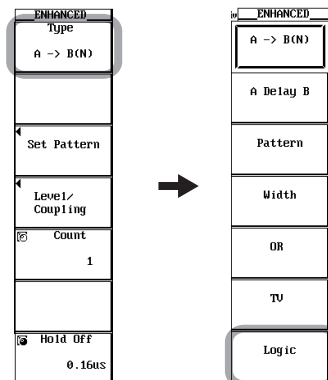 ENHANCED
Type
A -> B(N)
Set Pattern
Level/
Coupling
Count
1
Hold Off
0.16us
ENHANCED
A -> B(N)
A Delay B
Pattern
Width
OR
TV
Logic